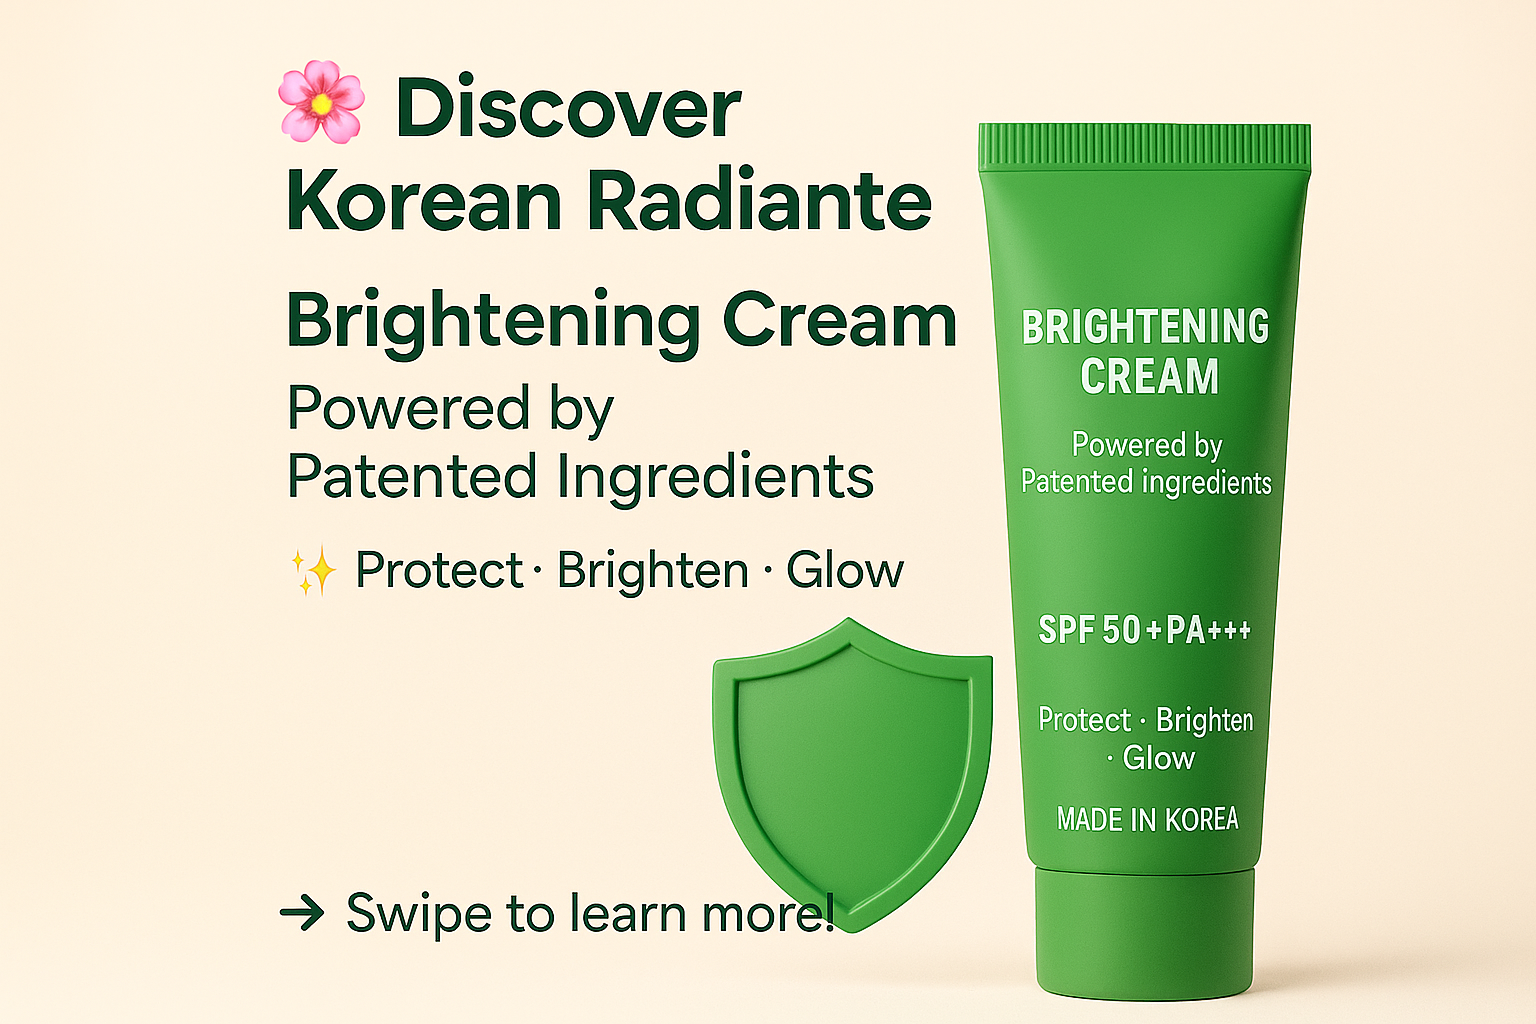 🌸 Discover
Korean Radiante
Brightening Cream
Powered by
Patented Ingredients
✨ Protect · Brighten · Glow
→ Swipe to learn more!
BRIGHTENING
CREAM
Powered by
Patented ingredients
SPF 50+PA+++
Protect · Brighten
· Glow
MADE IN KOREA